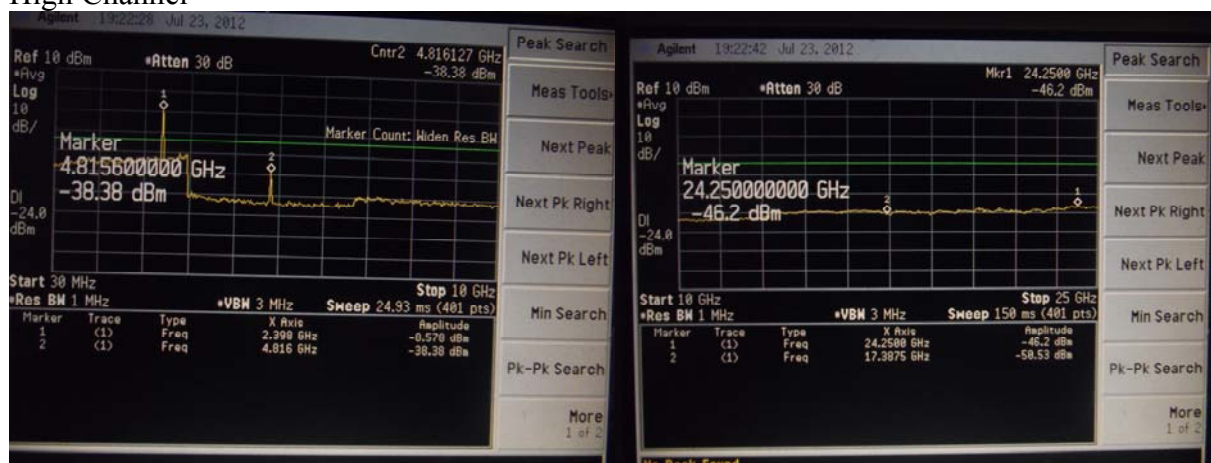 High Channel
Agilent 19:22:28 Jul 23, 2012
Ref 10 dBm *Atten 30 dB
Cntr2 4.816127 GHz
-38.38 dBm
*Avg
Log
10
dB/
1
Marker Count: Widen Res BW
Marker
4.815600000 GHz
-38.38 dBm
2
DI
-24.0
dBm
Start 30 MHz Stop 10 GHz
*Res BW 1 MHz *VBW 3 MHz Sweep 24.93 ms (401 pts)
Marker Trace Type X Axis Amplitude
1 (1) Freq 2.398 GHz -0.570 dBm
2 (1) Freq 4.816 GHz -38.38 dBm
Peak Search
Meas Tools
Next Peak
Next Pk Right
Next Pk Left
Min Search
Pk-Pk Search
More
1 of 2
Agilent 19:22:42 Jul 23, 2012
Ref 10 dBm *Atten 30 dB
Mkr1 24.2500 GHz
-46.2 dBm
*Avg
Log
10
dB/
Marker
24.250000000 GHz
-46.2 dBm
2
1
DI
-24.0
dBm
Start 10 GHz Stop 25 GHz
*Res BW 1 MHz *VBW 3 MHz Sweep 150 ms (401 pts)
Marker Trace Type X Axis Amplitude
1 (1) Freq 24.2500 GHz -46.2 dBm
2 (1) Freq 17.3875 GHz -50.53 dBm
Peak Search
Meas Tools
Next Peak
Next Pk Right
Next Pk Left
Min Search
Pk-Pk Search
More
1 of 2
No Peak Found